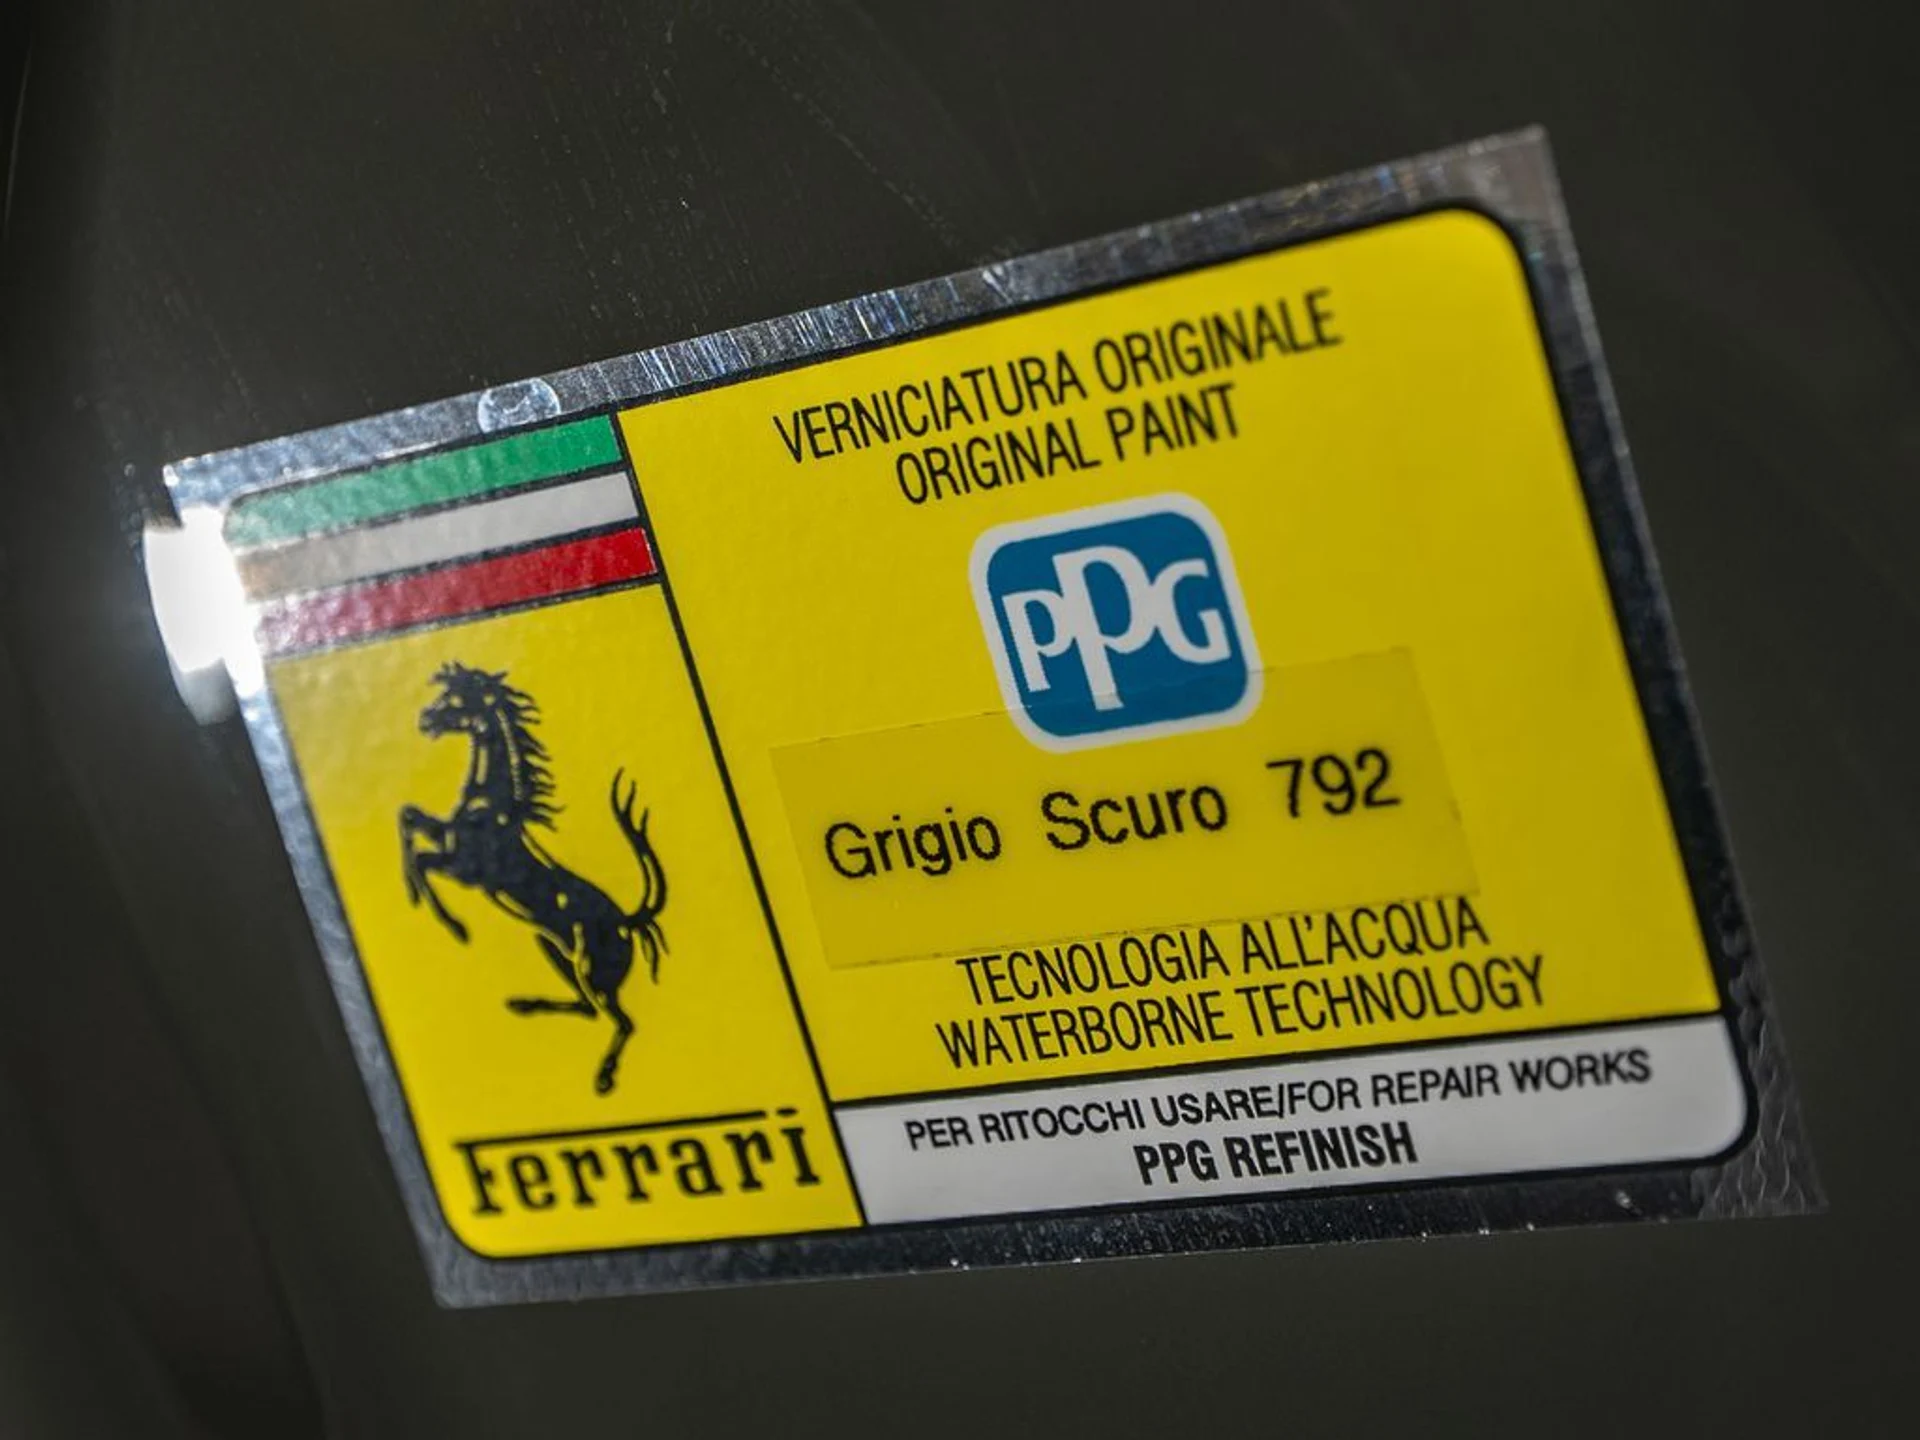 Ferrari
VERNICIATURA ORIGINALE
ORIGINAL PAINT
PPG
Grigio Scuro 792
TECNOLOGIA ALL'ACQUA
WATERBORNE TECHNOLOGY
PER RITOCCHI USARE/FOR REPAIR WORKS
PPG REFINISH